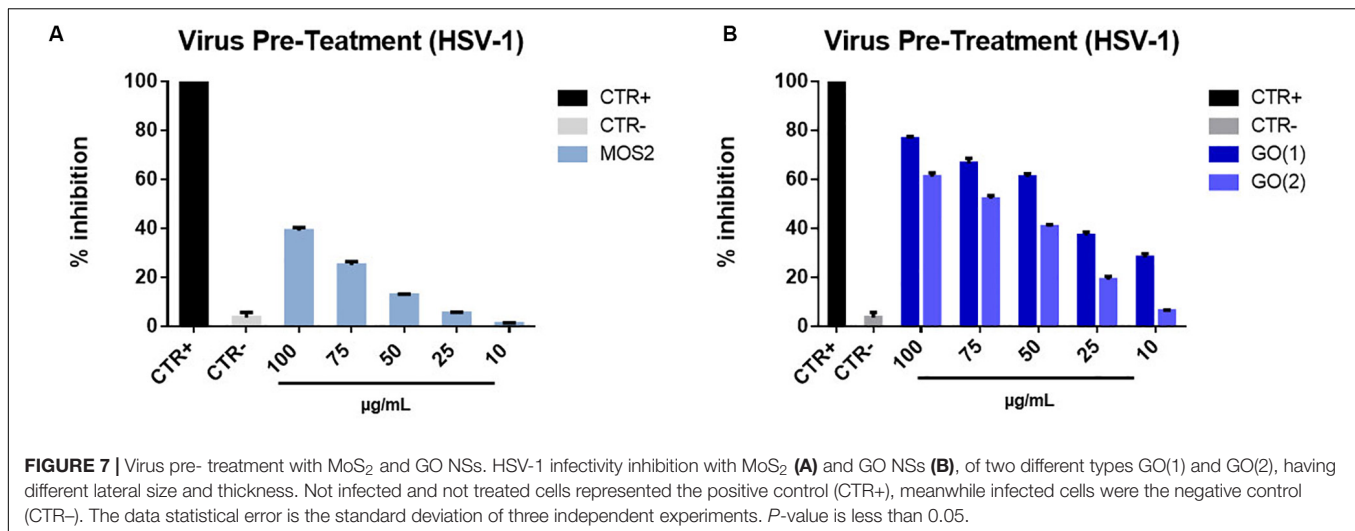 A
Virus Pre-Teatment (HSV-1)
% inhibition
100
80
60
40
20
0
CTR+
CTR-
100
75
50
25
10
µg/mL
CTR+
CTR-
MOS2
B
Virus Pre-Treatment (HSV-1)
% inhibition
100
80
60
40
20
0
CTR+
CTR-
100
75
50
25
10
µg/mL
CTR+
CTR-
GO(1)
GO(2)
FIGURE 7 | Virus pre- treatment with MoS2 and GO NSs. HSV-1 infectivity inhibition with MoS2 (A) and GO NSs (B), of two different types GO(1) and GO(2), having
different lateral size and thickness. Not infected and not treated cells represented the positive control (CTR+), meanwhile infected cells were the negative control
(CTR–). The data statistical error is the standard deviation of three independent experiments. P-value is less than 0.05.